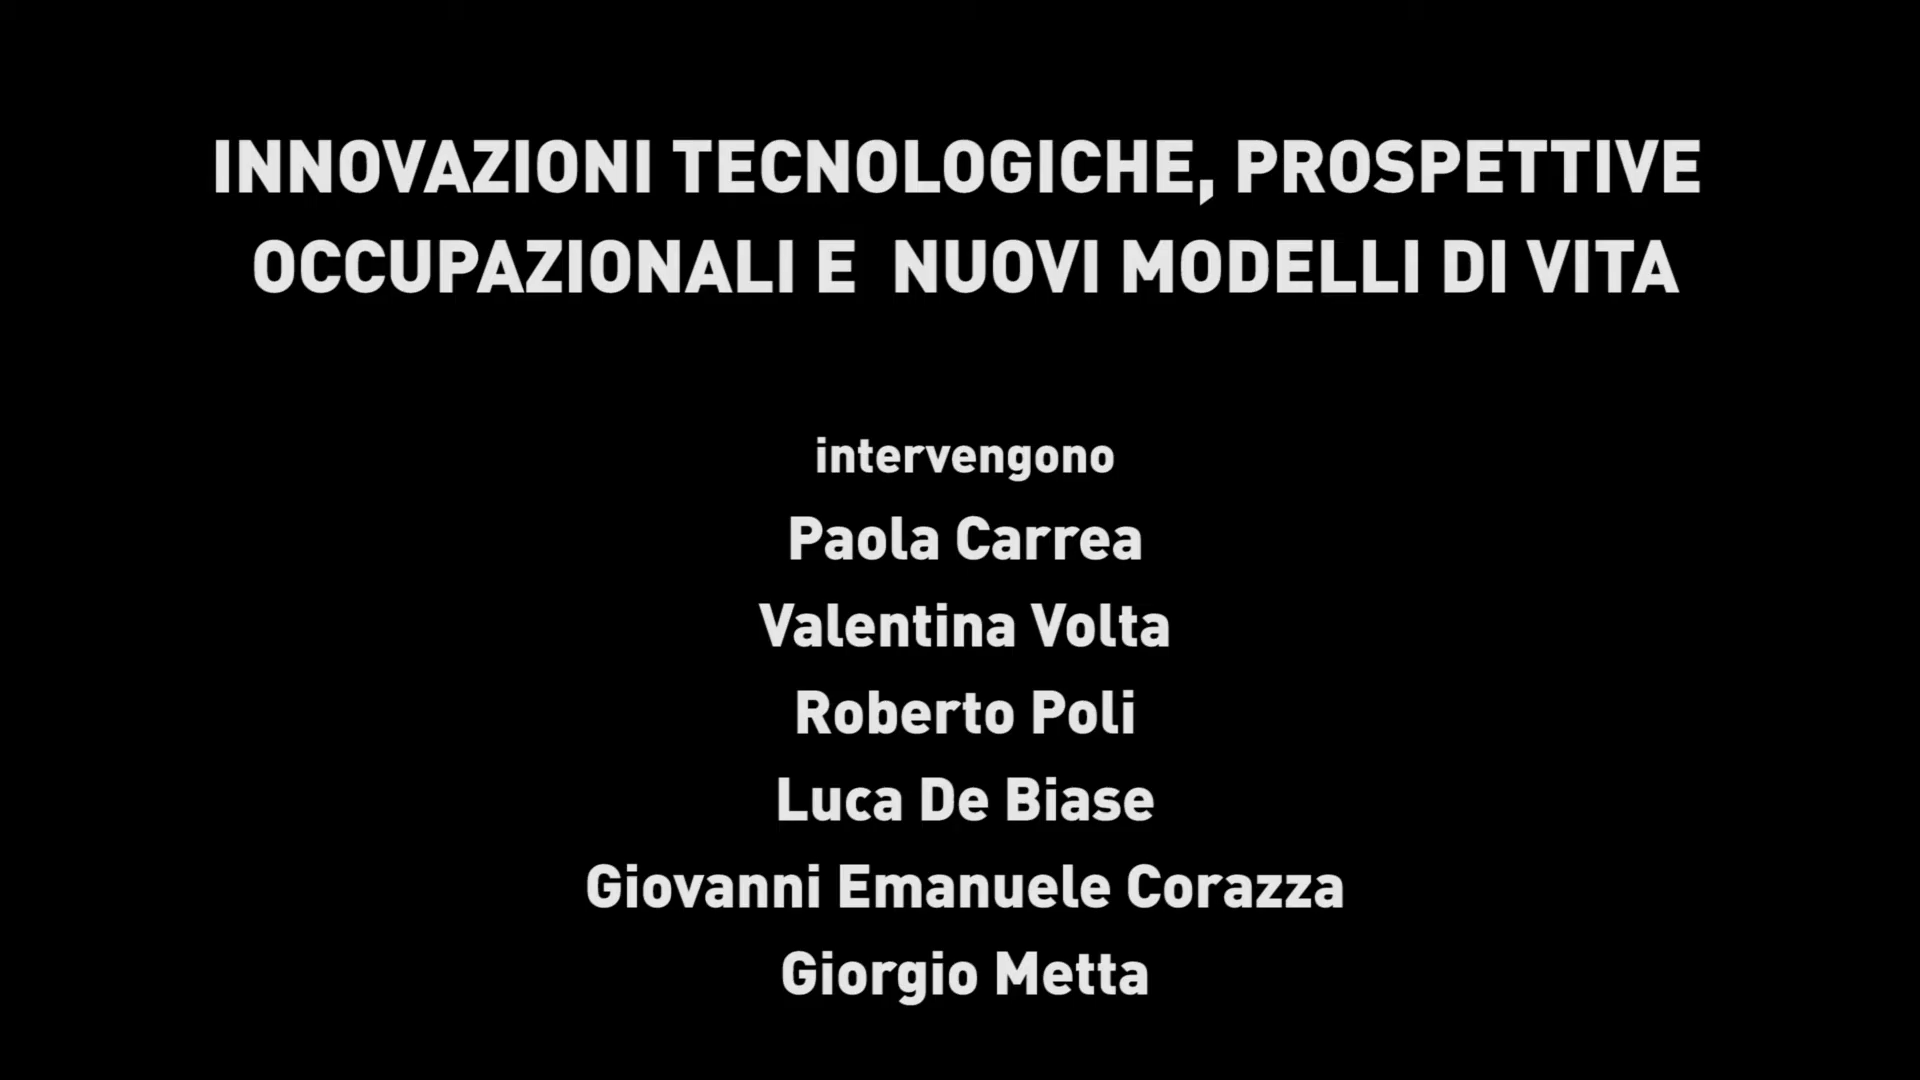 INNOVAZIONI TECNOLOGICHE, PROSPETTIVE
OCCUPAZIONALI E  NUOVI MODELLI DI VITA
intervengono
Paola Carrea
Valentina Volta
Roberto Poli
Luca De Biase
Giovanni Emanuele Corazza
Giorgio Metta